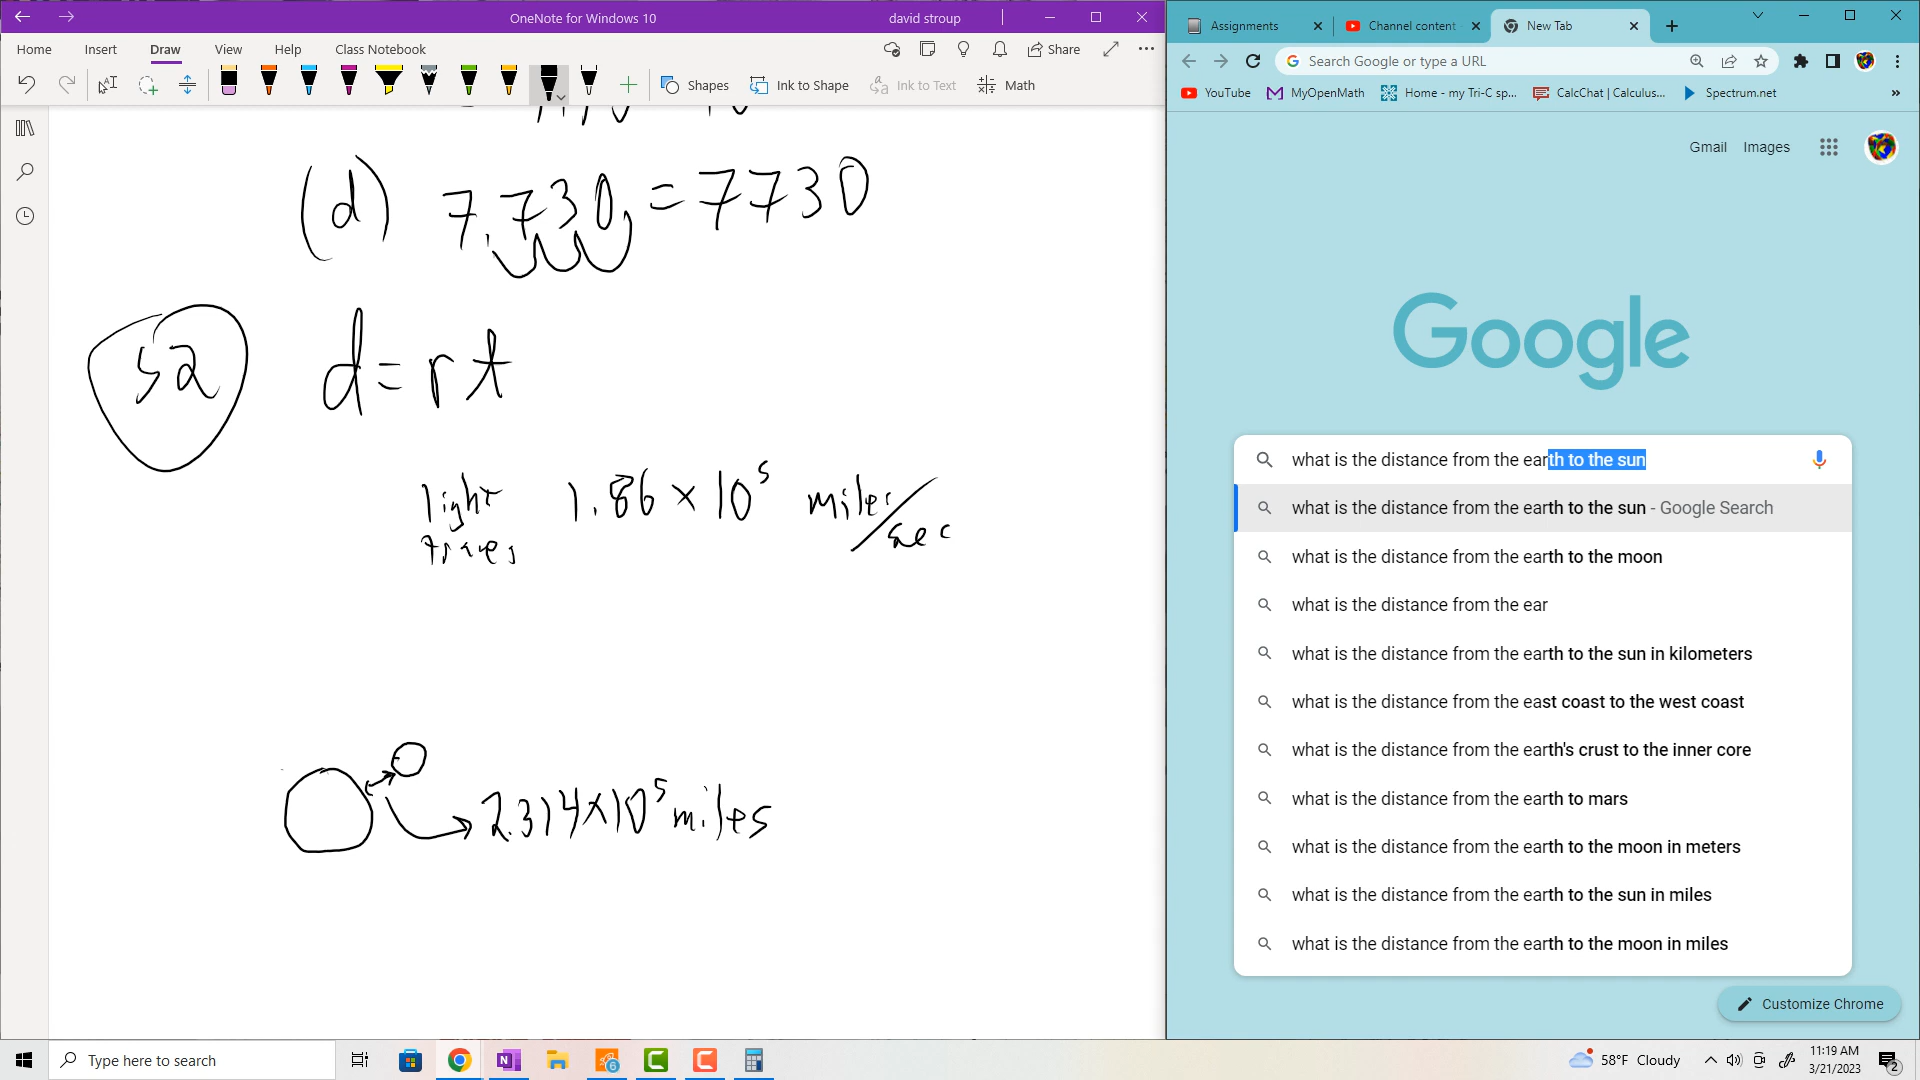 OneNote for Windows 10
david stroup
Home Insert Draw View Help Class Notebook
Share
Shapes Ink to Shape Ink to Text Math
(d) 7.730 = 7730
52 d = r t
light 1.86 × 10^5 miles/sec
2.314×10^5 miles
Assignments
Channel content
New Tab
Search Google or type a URL
YouTube MyOpenMath Home - my Tri-C sp... CalcChat | Calculus... Spectrum.net »
Gmail Images
Google
what is the distance from the earth to the sun
what is the distance from the earth to the sun - Google Search
what is the distance from the earth to the moon
what is the distance from the ear
what is the distance from the earth to the sun in kilometers
what is the distance from the east coast to the west coast
what is the distance from the earth's crust to the inner core
what is the distance from the earth to mars
what is the distance from the earth to the moon in meters
what is the distance from the earth to the sun in miles
what is the distance from the earth to the moon in miles
Customize Chrome
Type here to search
6
58°F Cloudy
11:19 AM
3/21/2023
2